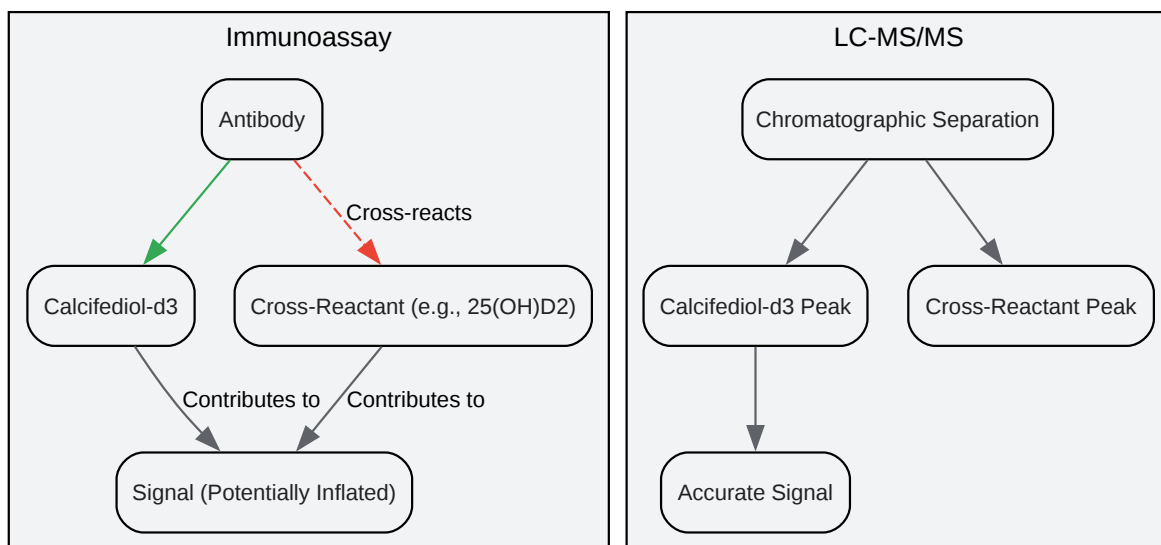 Immunoassay
Antibody
Cross-reacts
Calcifediol-d3
Cross-Reactant (e.g., 25(OH)D2)
Contributes to
Contributes to
Signal (Potentially Inflated)
LC-MS/MS
Chromatographic Separation
Calcifediol-d3 Peak
Cross-Reactant Peak
Accurate Signal